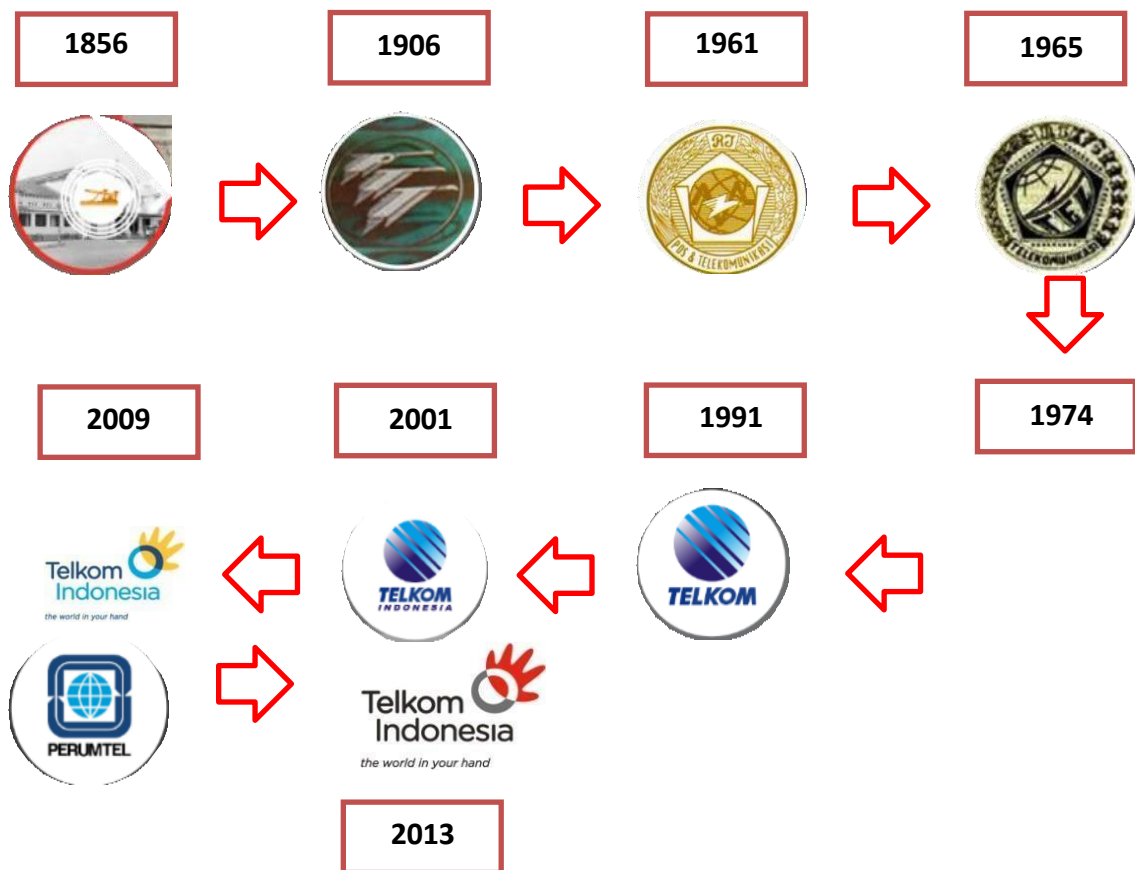 1856
1906
1961
1965
RI
POS & TELEKOMUNIKASI
TELEKOMUNIKASI
2009
2001
1991
1974
Telkom
Indonesia
the world in your hand
TELKOM
INDONESIA
TELKOM
PERUMTEL
Telkom
Indonesia
the world in your hand
2013